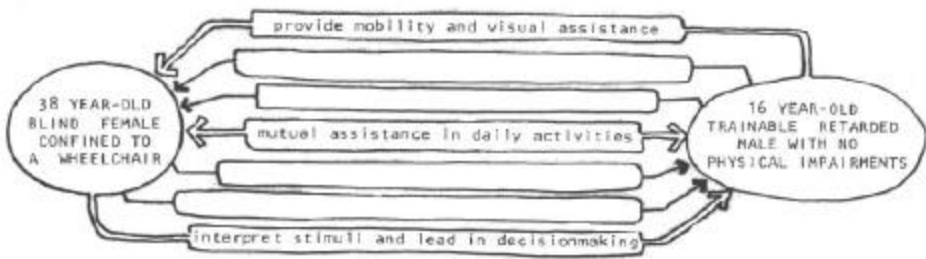 provide mobility and visual assistance
38 YEAR-OLD
BLIND FEMALE
CONFINED TO
A WHEELCHAIR
mutual assistance in daily activities
16 YEAR-OLD
TRAINABLE RETARDED
MALE WITH NO
PHYSICAL IMPAIRMENTS
interpret stimuli and lead in decisionmaking